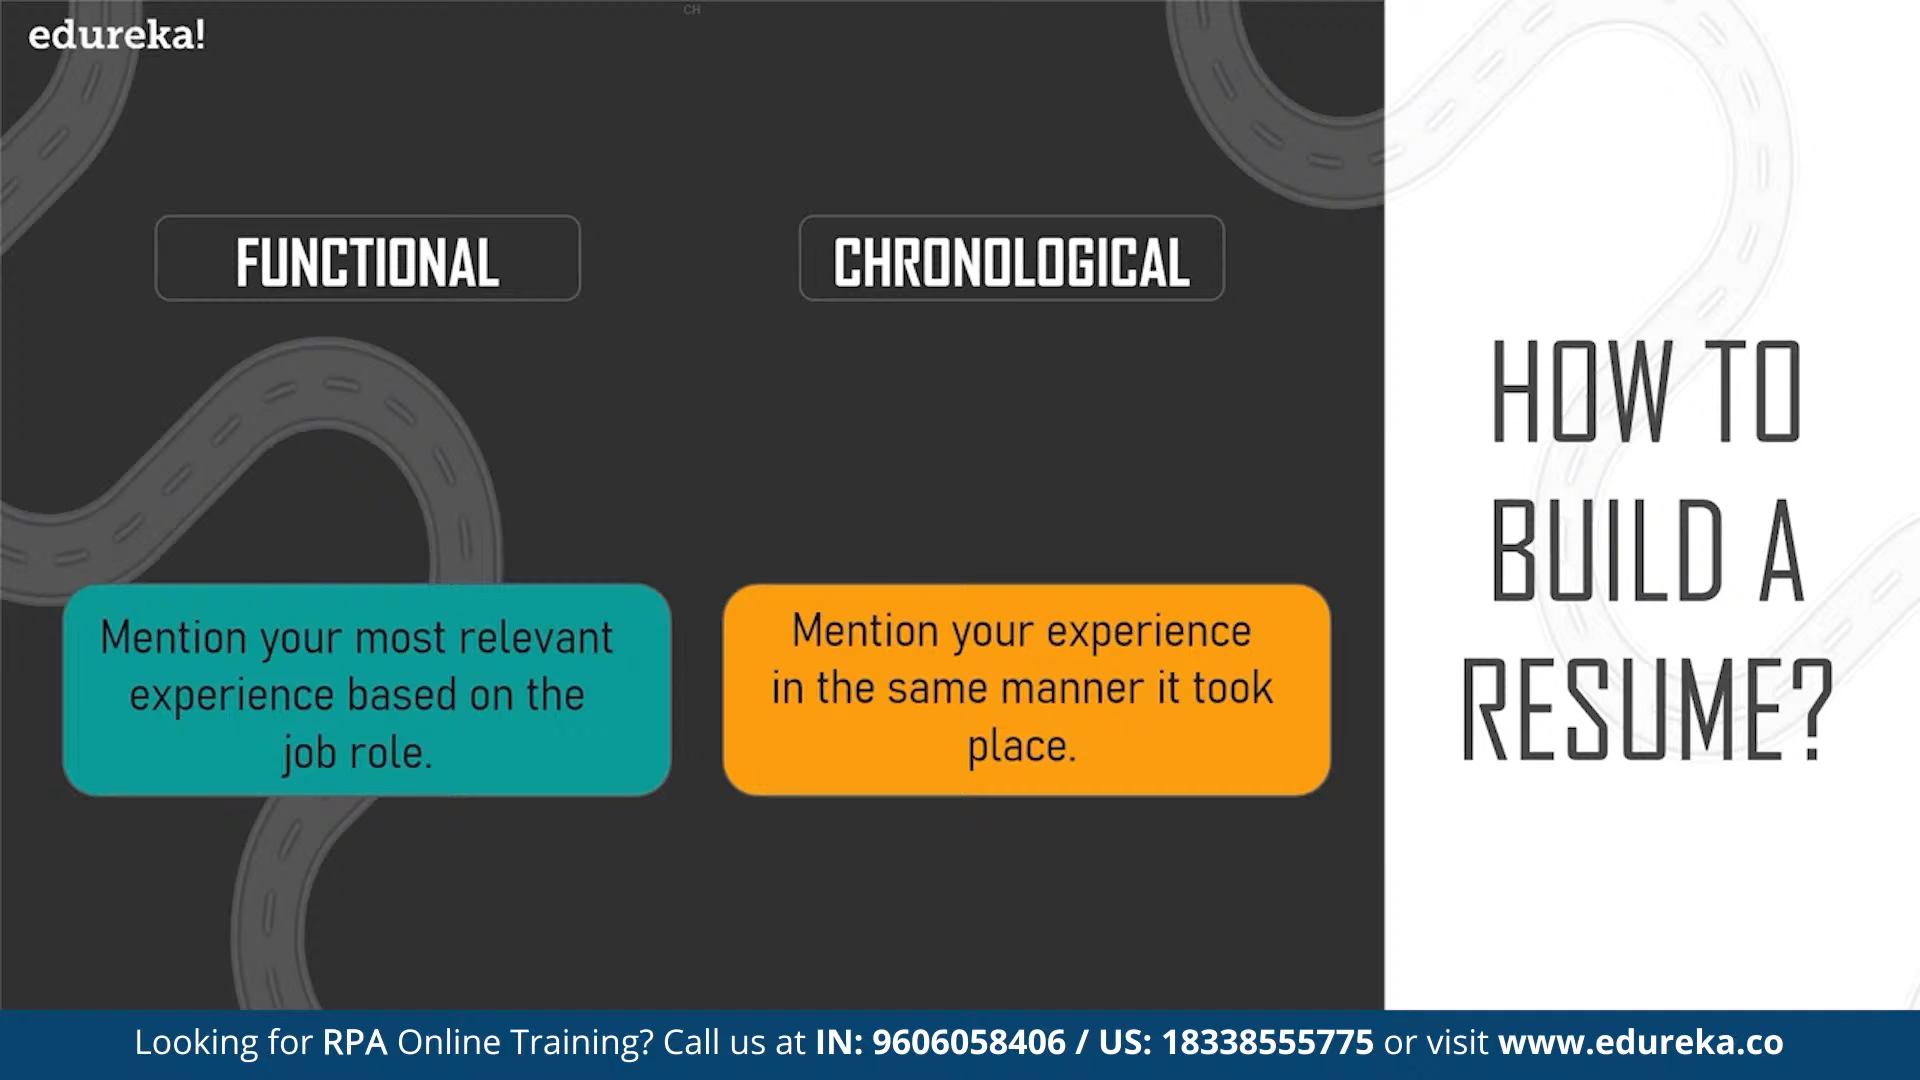 CH
edureka!
FUNCTIONAL
CHRONOLOGICAL
Mention your most relevant
experience based on the
job role.
Mention your experience
in the same manner it took
place.
HOW TO
BUILD A
RESUME?
Looking for RPA Online Training? Call us at IN: 9606058406 / US: 18338555775 or visit www.edureka.co